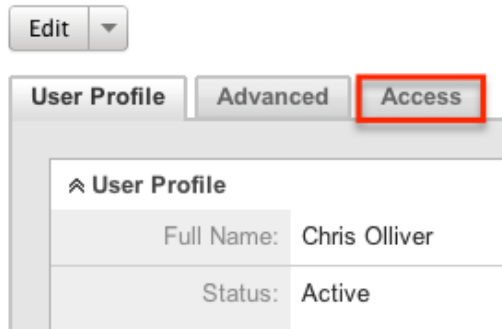 Edit
User Profile Advanced Access
User Profile
Full Name: Chris Olliver
Status: Active